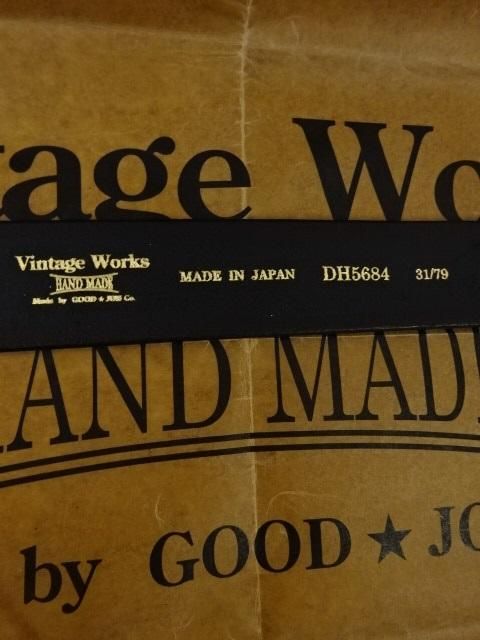 tage Wo
Vintage Works
HAND MADE
Made by GOOD ★ JOBS Co.
MADE IN JAPAN DH5684 31/79
AND MAD
by GOOD ★ JO